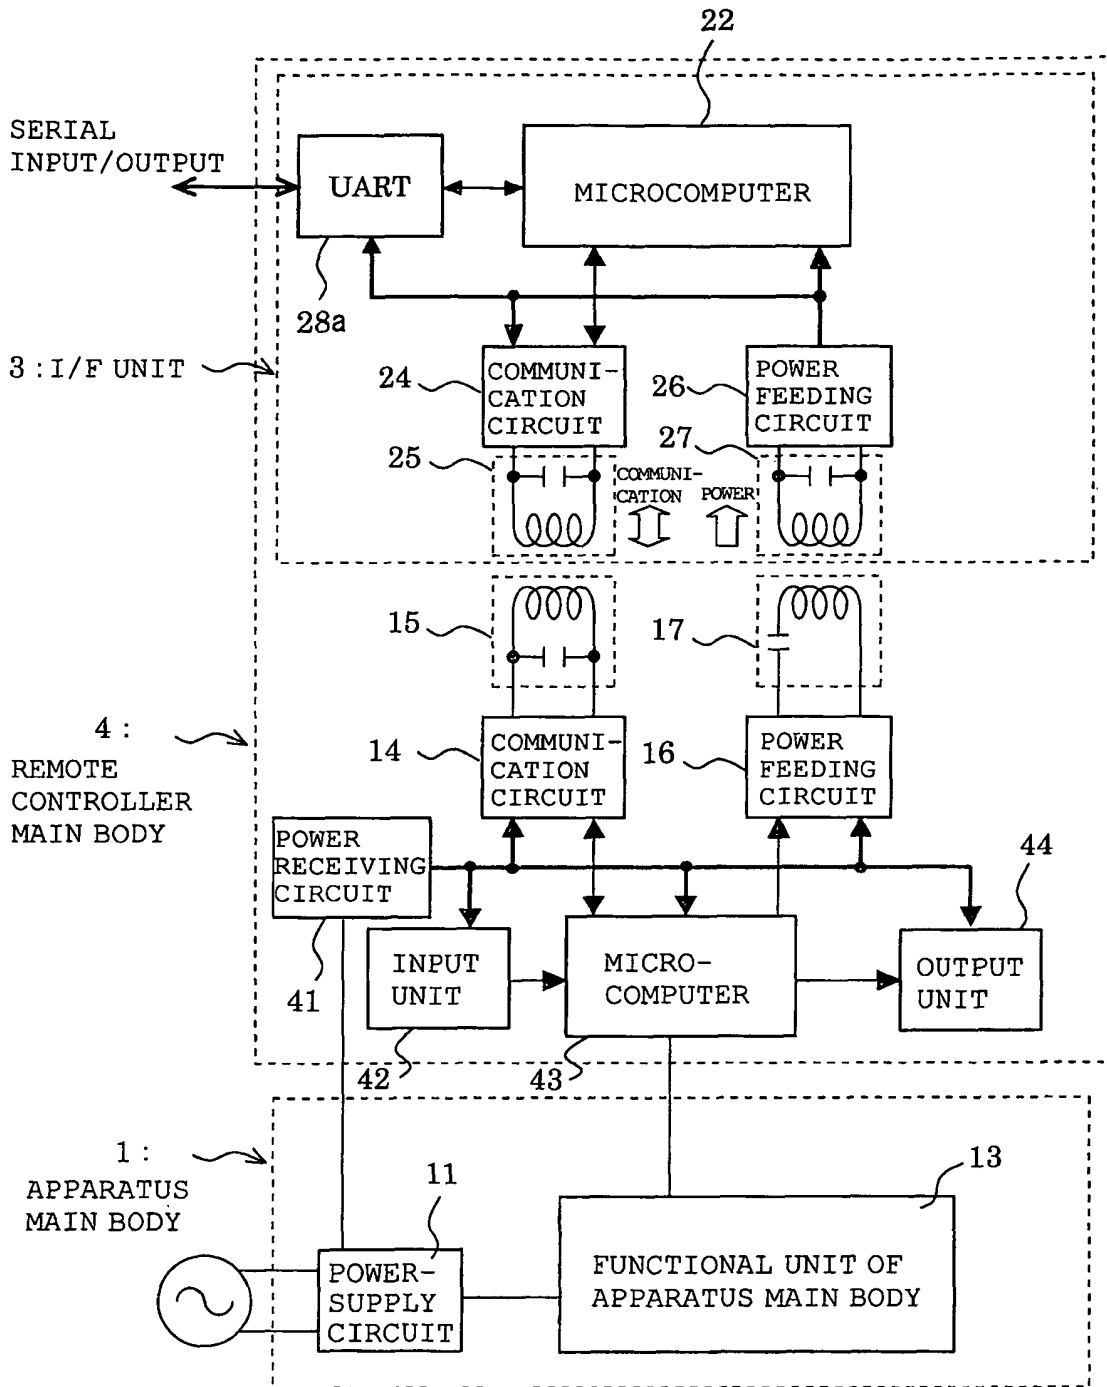 22
SERIAL
INPUT/OUTPUT
UART
MICROCOMPUTER
28a
3 : I/F UNIT
24
COMMUNI-
CATION
CIRCUIT
26
POWER
FEEDING
CIRCUIT
25
COMMUNI-
CATION
POWER
27
15
17
4 :
REMOTE
CONTROLLER
MAIN BODY
14
COMMUNI-
CATION
CIRCUIT
16
POWER
FEEDING
CIRCUIT
POWER
RECEIVING
CIRCUIT
44
41
INPUT
UNIT
MICRO-
COMPUTER
OUTPUT
UNIT
42
43
1 :
APPARATUS
MAIN BODY
11
13
POWER-
SUPPLY
CIRCUIT
FUNCTIONAL UNIT OF
APPARATUS MAIN BODY